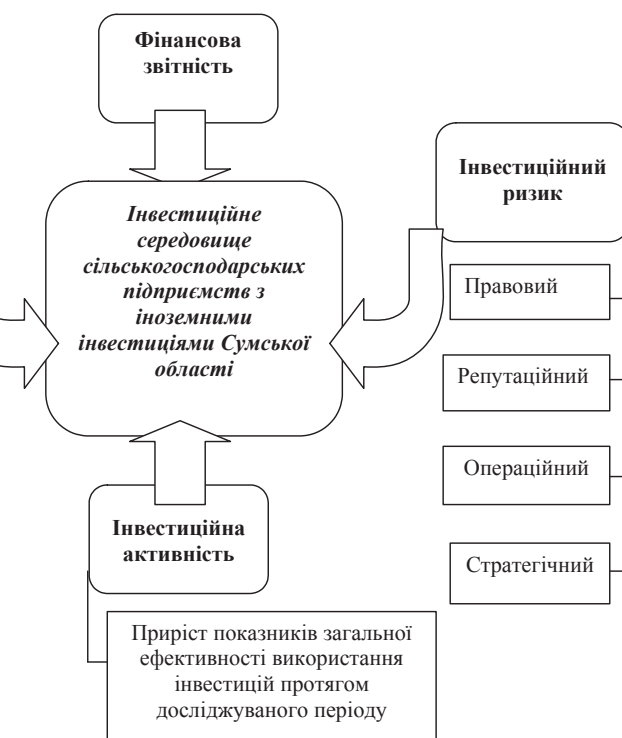 Фінансова
звітність
Інвестиційний
ризик
Інвестиційне
середовище
сільськогосподарських
підприємств з
іноземними
інвестиціями Сумської
області
Правовий
Репутаційний
Операційний
Стратегічний
Інвестиційна
активність
Приріст показників загальної
ефективності використання
інвестицій протягом
досліджуваного періоду